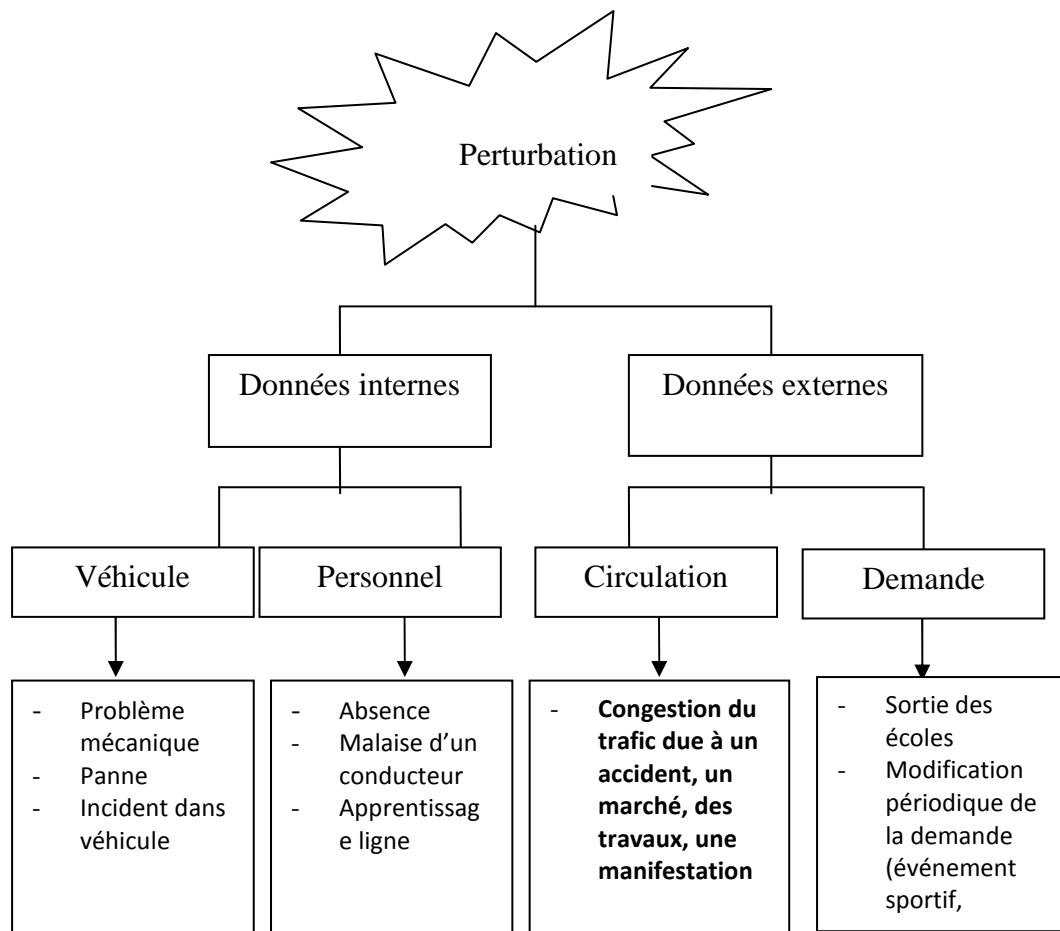 Perturbation
Données internes
Données externes
Véhicule
Personnel
Circulation
Demande
- Problème
mécanique
- Panne
- Incident dans
véhicule
- Absence
- Malaise d’un
conducteur
- Apprentissag
e ligne
- Congestion du
trafic due à un
accident, un
marché, des
travaux, une
manifestation
- Sortie des
écoles
- Modification
périodique de
la demande
(événement
sportif,